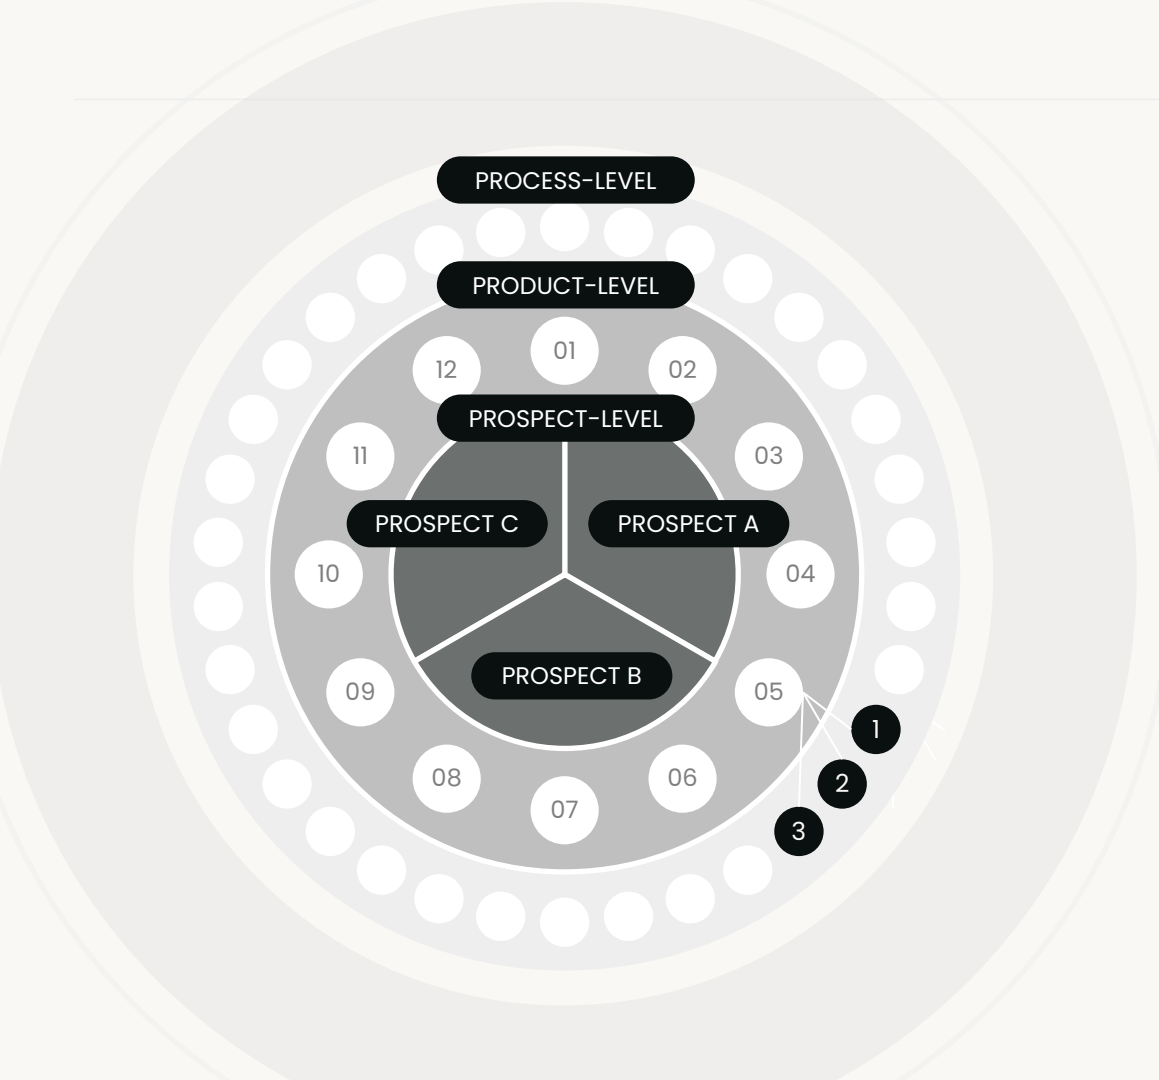 PROCESS-LEVEL
PRODUCT-LEVEL
01
12
02
PROSPECT-LEVEL
11
03
PROSPECT C
PROSPECT A
10
04
PROSPECT B
09
05
1
08
06
2
07
3